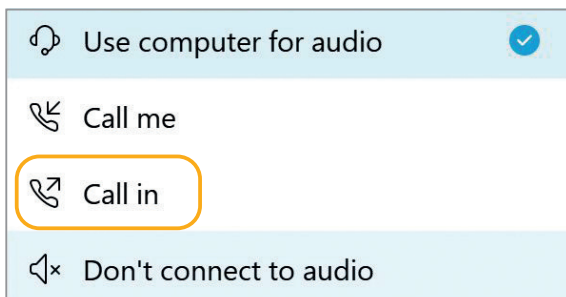 Use computer for audio
Call me
Call in
Don't connect to audio